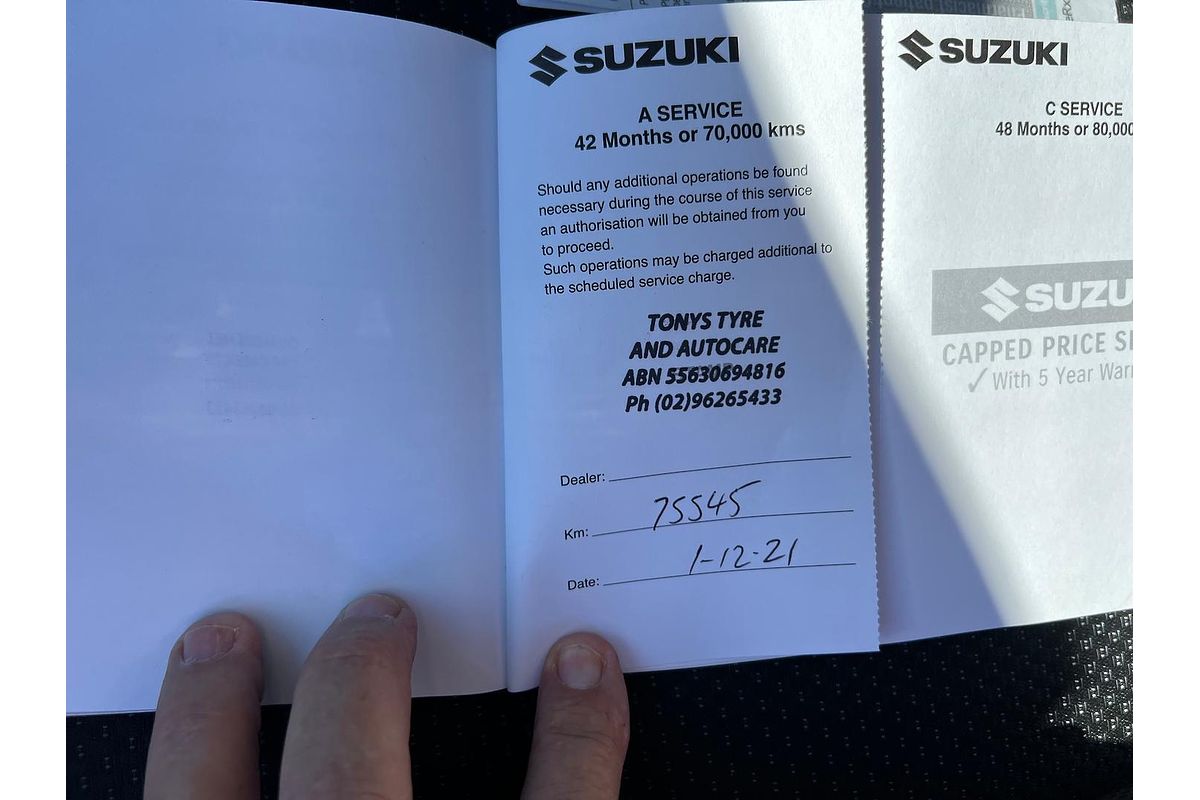 SUZUKI
A SERVICE
42 Months or 70,000 kms
Should any additional operations be found
necessary during the course of this service
an authorisation will be obtained from you
to proceed.
Such operations may be charged additional to
the scheduled service charge.
TONYS TYRE
AND AUTOCARE
ABN 55630694816
Ph (02)96265433
Dealer:
Km: 75545
Date: 1-12-21
SUZUKI
C SERVICE
48 Months or 80,000
SUZU
CAPPED PRICE
✓ With 5 Year